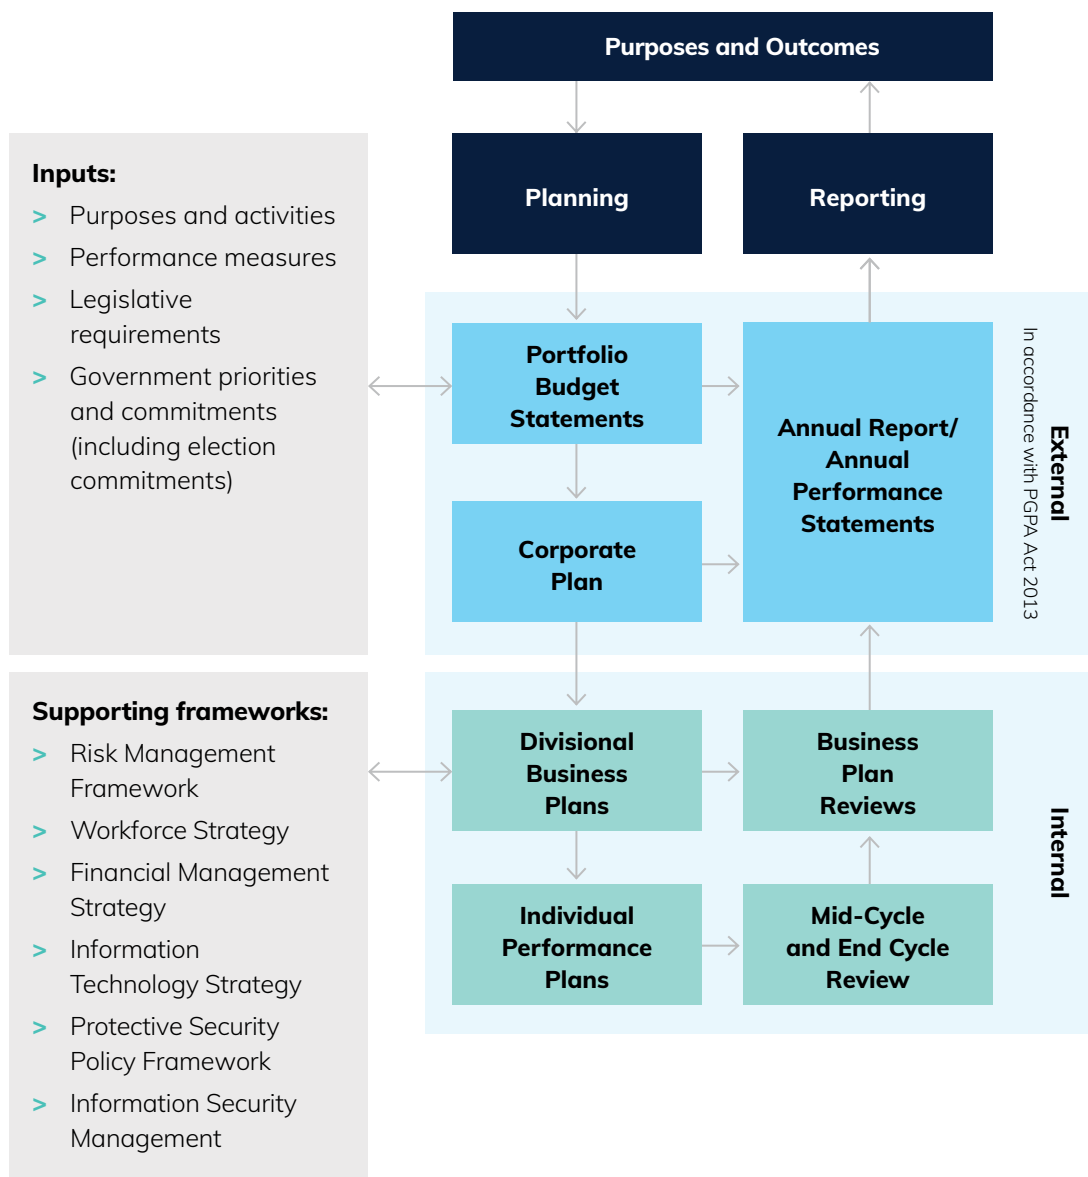 Purposes and Outcomes
Planning
Reporting
Inputs:
> Purposes and activities
> Performance measures
> Legislative
requirements
> Government priorities
and commitments
(including election
commitments)
Portfolio
Budget
Statements
Corporate
Plan
Annual Report/
Annual
Performance
Statements
External
In accordance with PGPA Act 2013
Supporting frameworks:
> Risk Management
Framework
> Workforce Strategy
> Financial Management
Strategy
> Information
Technology Strategy
> Protective Security
Policy Framework
> Information Security
Management
Divisional
Business
Plans
Business
Plan
Reviews
Individual
Performance
Plans
Mid-Cycle
and End Cycle
Review
Internal